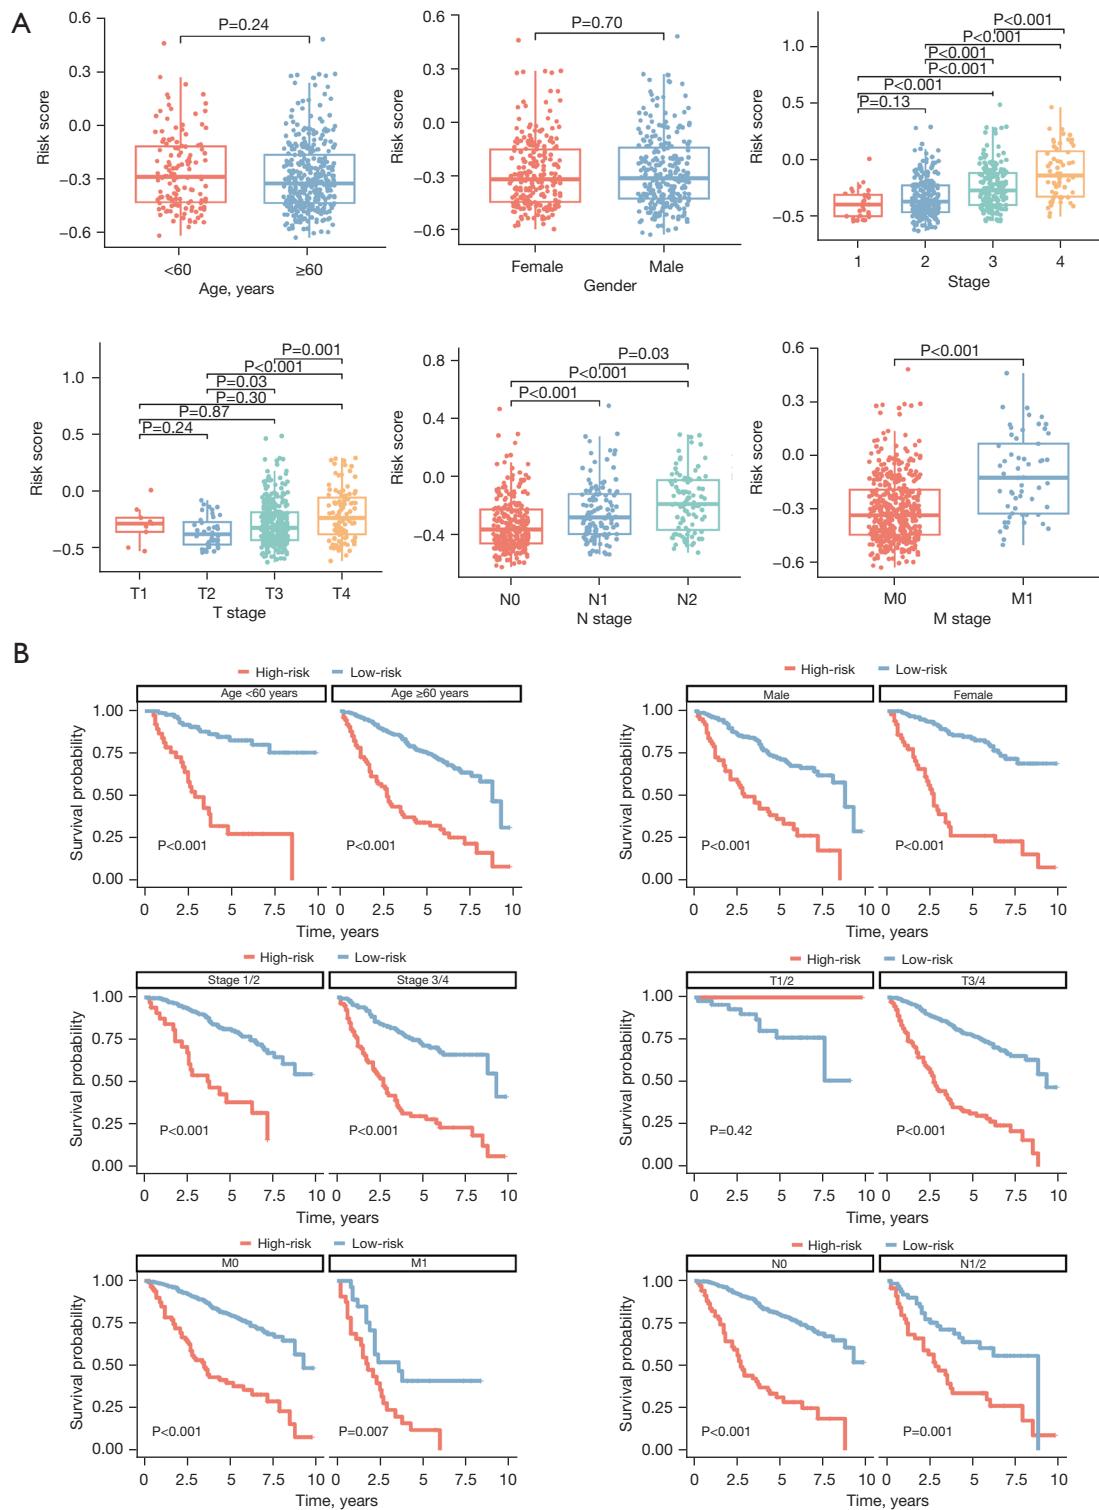 A
P=0.24
0.6
0.3
0.0
−0.3
−0.6
Risk score
<60
≥60
Age, years
P=0.70
0.6
0.3
0.0
−0.3
−0.6
Risk score
Female
Male
Gender
P<0.001
P<0.001
P<0.001
P<0.001
P<0.001
P=0.13
1.0
0.5
0.0
−0.5
Risk score
1
2
3
4
Stage
P=0.001
P<0.001
P=0.03
P=0.30
P=0.87
P=0.24
1.0
0.5
0.0
−0.5
Risk score
T1
T2
T3
T4
T stage
P=0.03
P<0.001
P<0.001
0.8
0.4
0.0
−0.4
Risk score
N0
N1
N2
N stage
P<0.001
0.6
0.3
0.0
−0.3
−0.6
Risk score
M0
M1
M stage
B
High-risk Low-risk
Age <60 years
Age ≥60 years
1.00
0.75
0.50
0.25
0.00
Survival probability
P<0.001
P<0.001
0 2.5 5 7.5 10 0 2.5 5 7.5 10
Time, years
High-risk Low-risk
Male
Female
1.00
0.75
0.50
0.25
0.00
Survival probability
P<0.001
P<0.001
0 2.5 5 7.5 10 0 2.5 5 7.5 10
Time, years
High-risk Low-risk
Stage 1/2
Stage 3/4
1.00
0.75
0.50
0.25
0.00
Survival probability
P<0.001
P<0.001
0 2.5 5 7.5 10 0 2.5 5 7.5 10
Time, years
High-risk Low-risk
T1/2
T3/4
1.00
0.75
0.50
0.25
0.00
Survival probability
P=0.42
P<0.001
0 2.5 5 7.5 10 0 2.5 5 7.5 10
Time, years
High-risk Low-risk
M0
M1
1.00
0.75
0.50
0.25
0.00
Survival probability
P<0.001
P=0.007
0 2.5 5 7.5 10 0 2.5 5 7.5 10
Time, years
High-risk Low-risk
N0
N1/2
1.00
0.75
0.50
0.25
0.00
Survival probability
P<0.001
P=0.001
0 2.5 5 7.5 10 0 2.5 5 7.5 10
Time, years